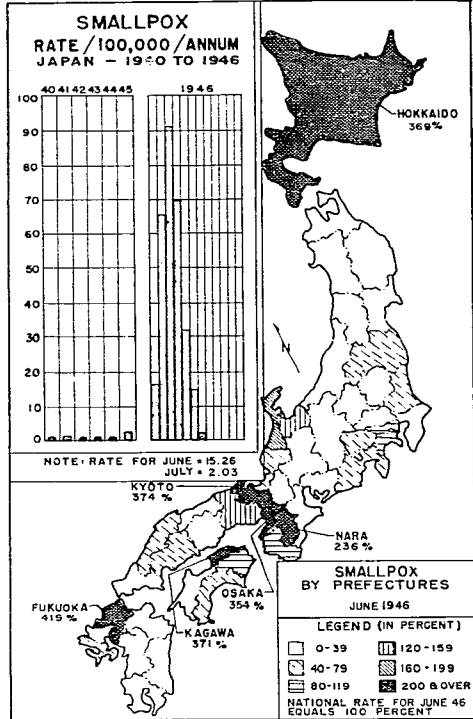 SMALLPOX
RATE/100,000/ANNUM
JAPAN – 1940 TO 1946
40 41 42 43 44 45
1946
100
90
80
70
60
50
40
30
20
10
0
NOTE: RATE FOR JUNE = 15.26
JULY = 2.03
HOKKAIDO
369%
N
KYOTO
374 %
NARA
236 %
OSAKA
354 %
FUKUOKA
419 %
KAGAWA
371 %
SMALLPOX
BY PREFECTURES
JUNE 1946
LEGEND (IN PERCENT)
0-39
120-159
40-79
160-199
80-119
200 & OVER
NATIONAL RATE FOR JUNE 46
EQUALS 100 PERCENT